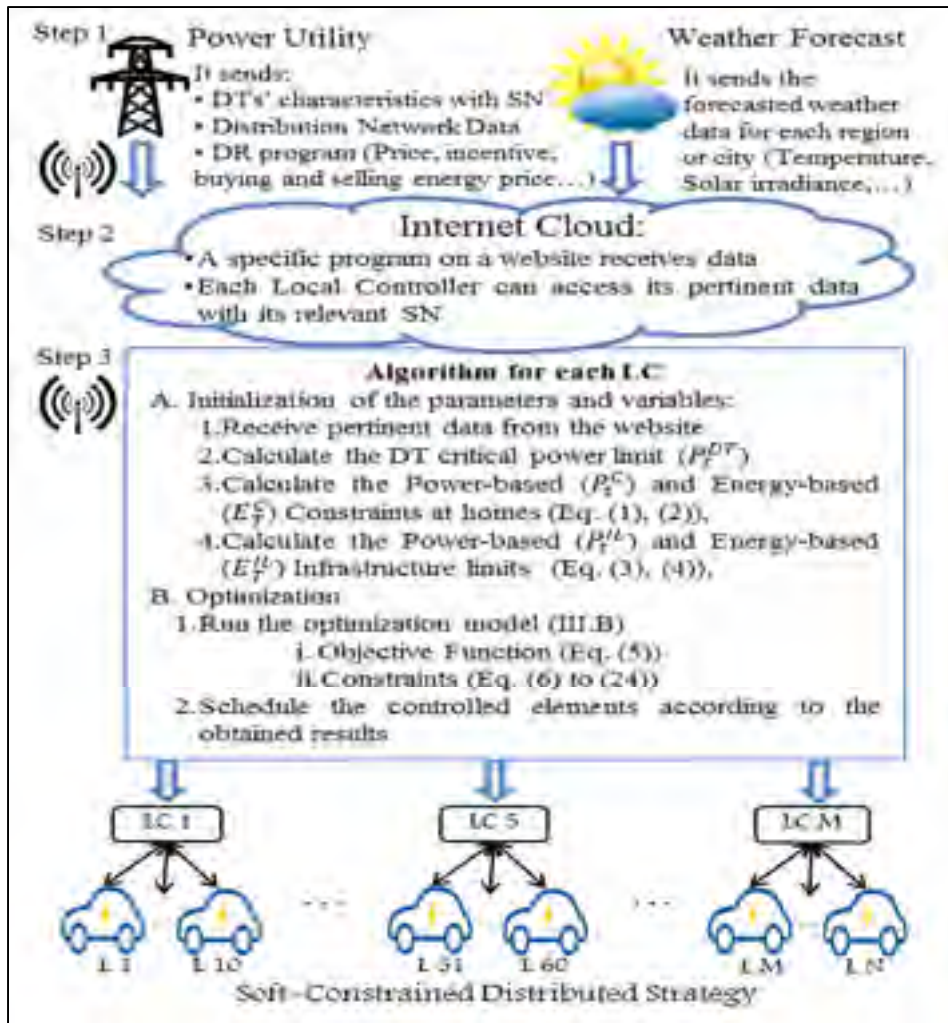 Step 1
Power Utility
It sends:
• DTs' characteristics with SN
• Distribution Network Data
• DR program (Price, incentive,
buying and selling energy price…)
Weather Forecast
It sends the
forecasted weather
data for each region
or city (Temperature,
Solar irradiance,…)
Step 2
Internet Cloud:
• A specific program on a website receives data
• Each Local Controller can access its pertinent data
with its relevant SN
Step 3
Algorithm for each LC
A. Initialization of the parameters and variables:
1. Receive pertinent data from the website
2. Calculate the DT critical power limit (P_t^{DT})
3. Calculate the Power-based (P_t^C) and Energy-based
(E_T^C) Constraints at homes (Eq. (1), (2)),
4. Calculate the Power-based (P_t^{IL}) and Energy-based
(E_T^{IL}) Infrastructure limits (Eq. (3), (4)),
B. Optimization
1. Run the optimization model (III.B)
i. Objective Function (Eq. (5))
ii. Constraints (Eq. (6) to (24))
2. Schedule the controlled elements according to the
obtained results
LC 1 LC 5 LC M
... ...
L 1 L 10 L 51 L 60 L M L N
Soft-Constrained Distributed Strategy